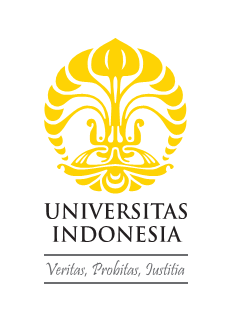 UNIVERSITAS
INDONESIA
Veritas, Probitas, Iustitia